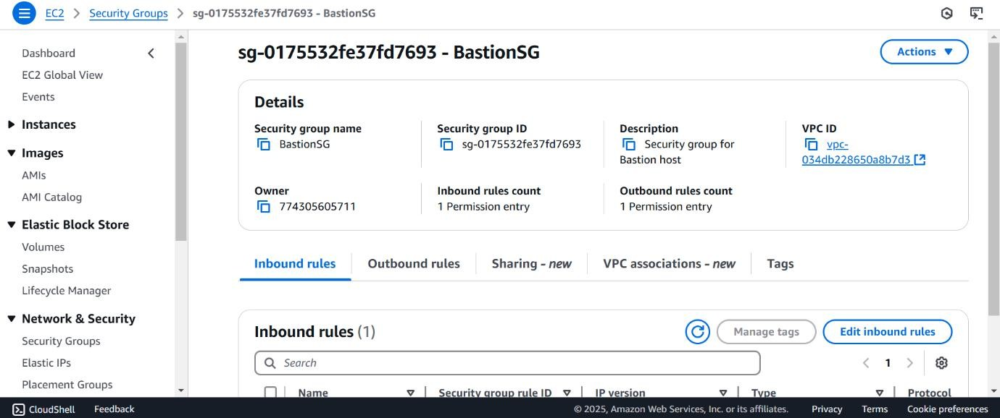 EC2 > Security Groups > sg-0175532fe37fd7693 - BastionSG
Dashboard
EC2 Global View
Events
Instances
Images
AMIs
AMI Catalog
Elastic Block Store
Volumes
Snapshots
Lifecycle Manager
Network & Security
Security Groups
Elastic IPs
Placement Groups
sg-0175532fe37fd7693 - BastionSG
Actions
Details
Security group name
BastionSG
Security group ID
sg-0175532fe37fd7693
Description
Security group for
Bastion host
VPC ID
vpc-
034db228650a8b7d3
Owner
774305605711
Inbound rules count
1 Permission entry
Outbound rules count
1 Permission entry
Inbound rules
Outbound rules
Sharing - new
VPC associations - new
Tags
Inbound rules (1)
Manage tags
Edit inbound rules
Search
1
Name
Security group rule ID
IP version
Type
Protocol
CloudShell
Feedback
© 2025, Amazon Web Services, Inc. or its affiliates.
Privacy
Terms
Cookie preferences